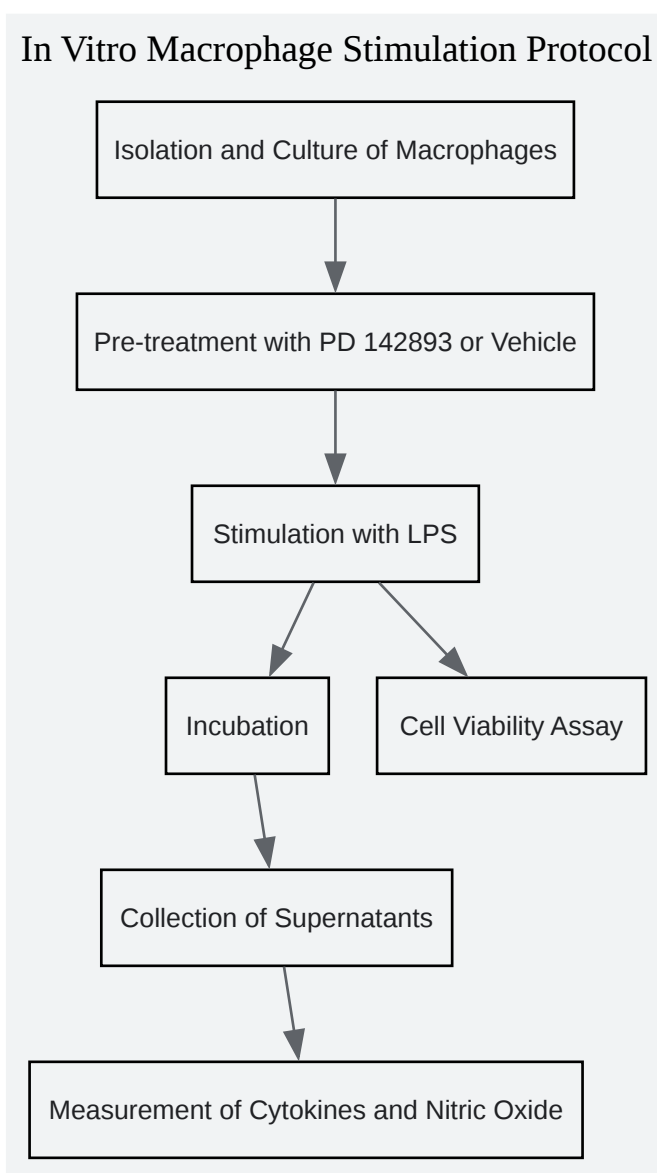 In Vitro Macrophage Stimulation Protocol
Isolation and Culture of Macrophages
Pre-treatment with PD 142893 or Vehicle
Stimulation with LPS
Incubation
Cell Viability Assay
Collection of Supernatants
Measurement of Cytokines and Nitric Oxide